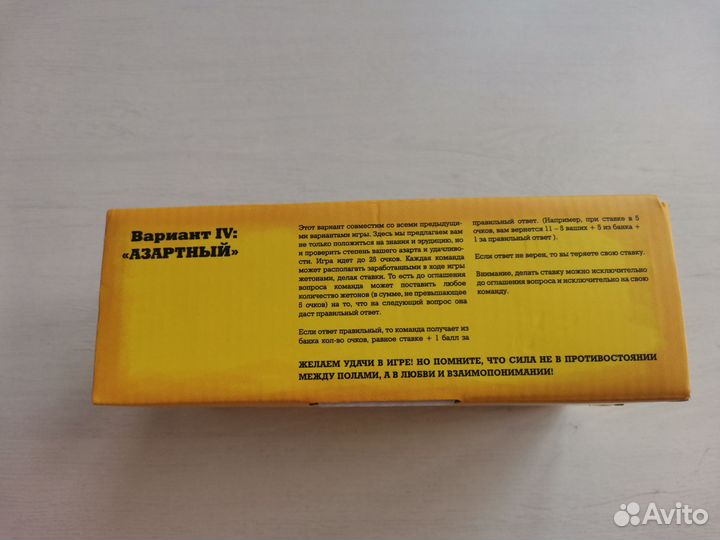 Вариант IV:
«АЗАРТНЫЙ»
Этот вариант совместим со всеми предыдущи-
ми вариантами игры. Здесь мы предлагаем вам
не только положиться на знания и эрудицию, но
и проверить степень вашего азарта и удачливо-
сти. Игра идет до 25 очков. Каждая команда
может располагать заработанными в ходе игры
жетонами, делая ставки. То есть до оглашения
вопроса команда может поставить любое
количество жетонов (в сумме, не превышающее
5 очков) на то, что на следующий вопрос она
даст правильный ответ.
Если ответ правильный, то команда получает из
банка кол-во очков, равное ставке + 1 балл за
правильный ответ. (Например, при ставке в 5
очков, вам вернется 11 – 5 ваших + 5 из банка +
1 за правильный ответ ).
Если ответ не верен, то вы теряете свою ставку.
Внимание, делать ставку можно исключительно
до оглашения вопроса и исключительно на свою
команду.
ЖЕЛАЕМ УДАЧИ В ИГРЕ! НО ПОМНИТЕ, ЧТО СИЛА НЕ В ПРОТИВОСТОЯНИИ
МЕЖДУ ПОЛАМИ, А В ЛЮБВИ И ВЗАИМОПОНИМАНИИ!
Avito